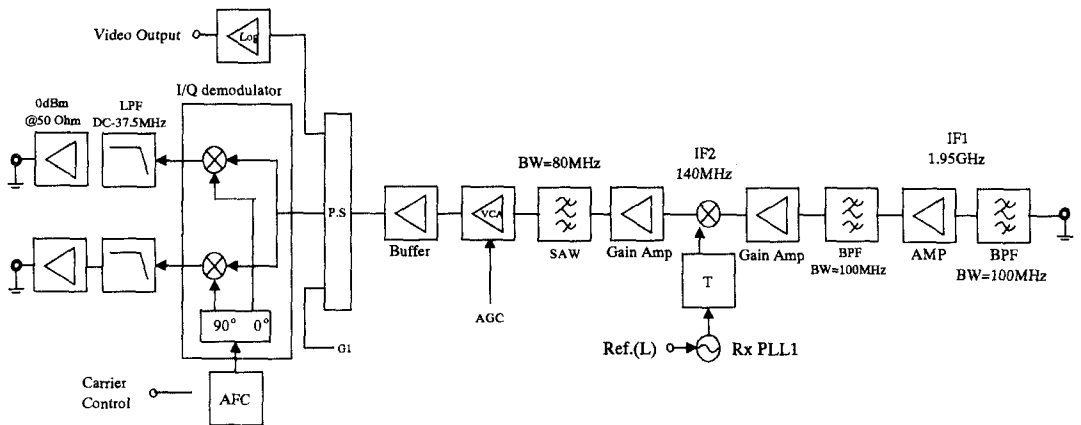 Video Output
Log
I/Q demodulator
0dBm
@50 Ohm
LPF
DC-37.5MHz
IF1
1.95GHz
IF2
140MHz
BW=80MHz
P.S
VCA
Buffer
SAW
Gain Amp
Gain Amp
BPF
BW=100MHz
AMP
BPF
BW=100MHz
T
AGC
90° 0°
G1
Ref.(L)
Rx PLL1
Carrier
Control
AFC